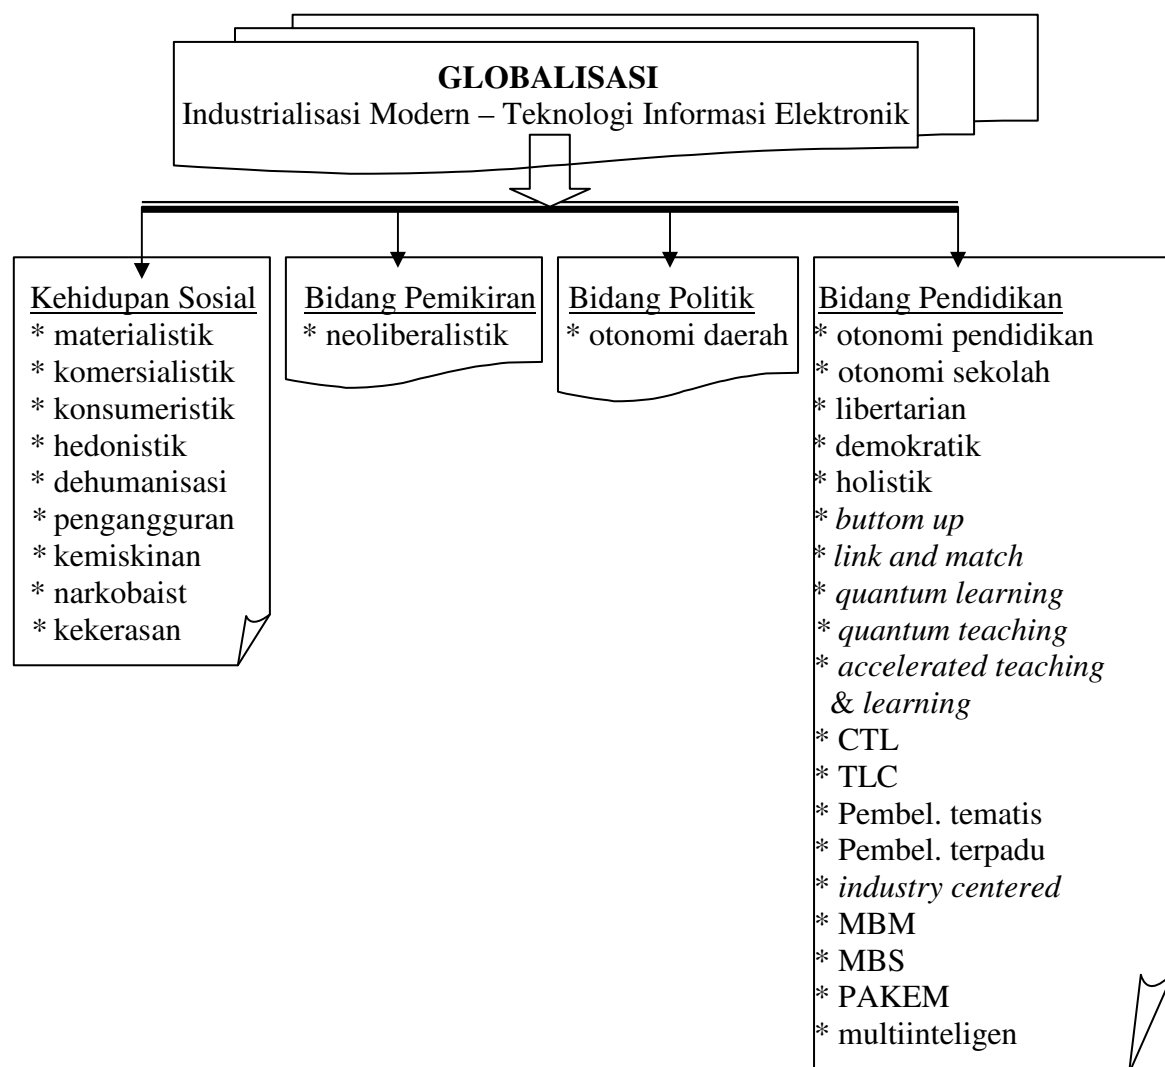 GLOBALISASI
Industrialisasi Modern – Teknologi Informasi Elektronik
Kehidupan Sosial
* materialistik
* komersialistik
* konsumeristik
* hedonistik
* dehumanisasi
* pengangguran
* kemiskinan
* narkobaist
* kekerasan
Bidang Pemikiran
* neoliberalistik
Bidang Politik
* otonomi daerah
Bidang Pendidikan
* otonomi pendidikan
* otonomi sekolah
* libertarian
* demokratik
* holistik
* buttom up
* link and match
* quantum learning
* quantum teaching
* accelerated teaching
& learning
* CTL
* TLC
* Pembel. tematis
* Pembel. terpadu
* industry centered
* MBM
* MBS
* PAKEM
* multiinteligen